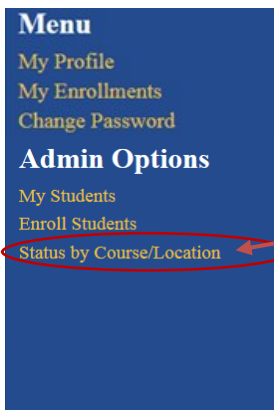 Menu
My Profile
My Enrollments
Change Password
Admin Options
My Students
Enroll Students
Status by Course/Location